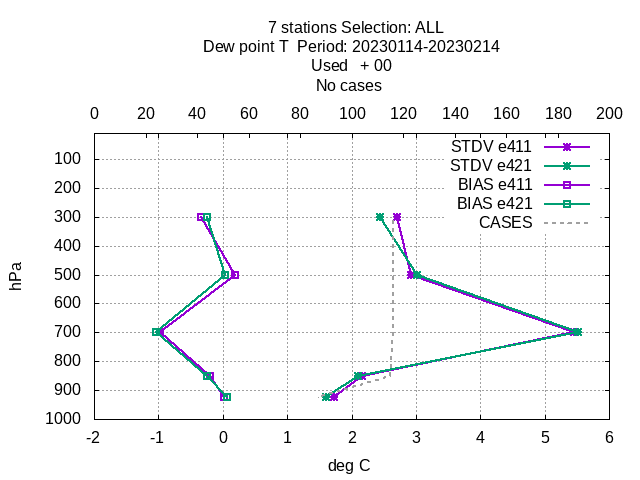 7 stations Selection: ALL
Dew point T  Period: 20230114-20230214
Used   + 00
No cases
0 20 40 60 80 100 120 140 160 180 200
STDV e411
STDV e421
BIAS e411
BIAS e421
CASES
100
200
300
400
500
600
700
800
900
1000
hPa
-2 -1 0 1 2 3 4 5 6
deg C